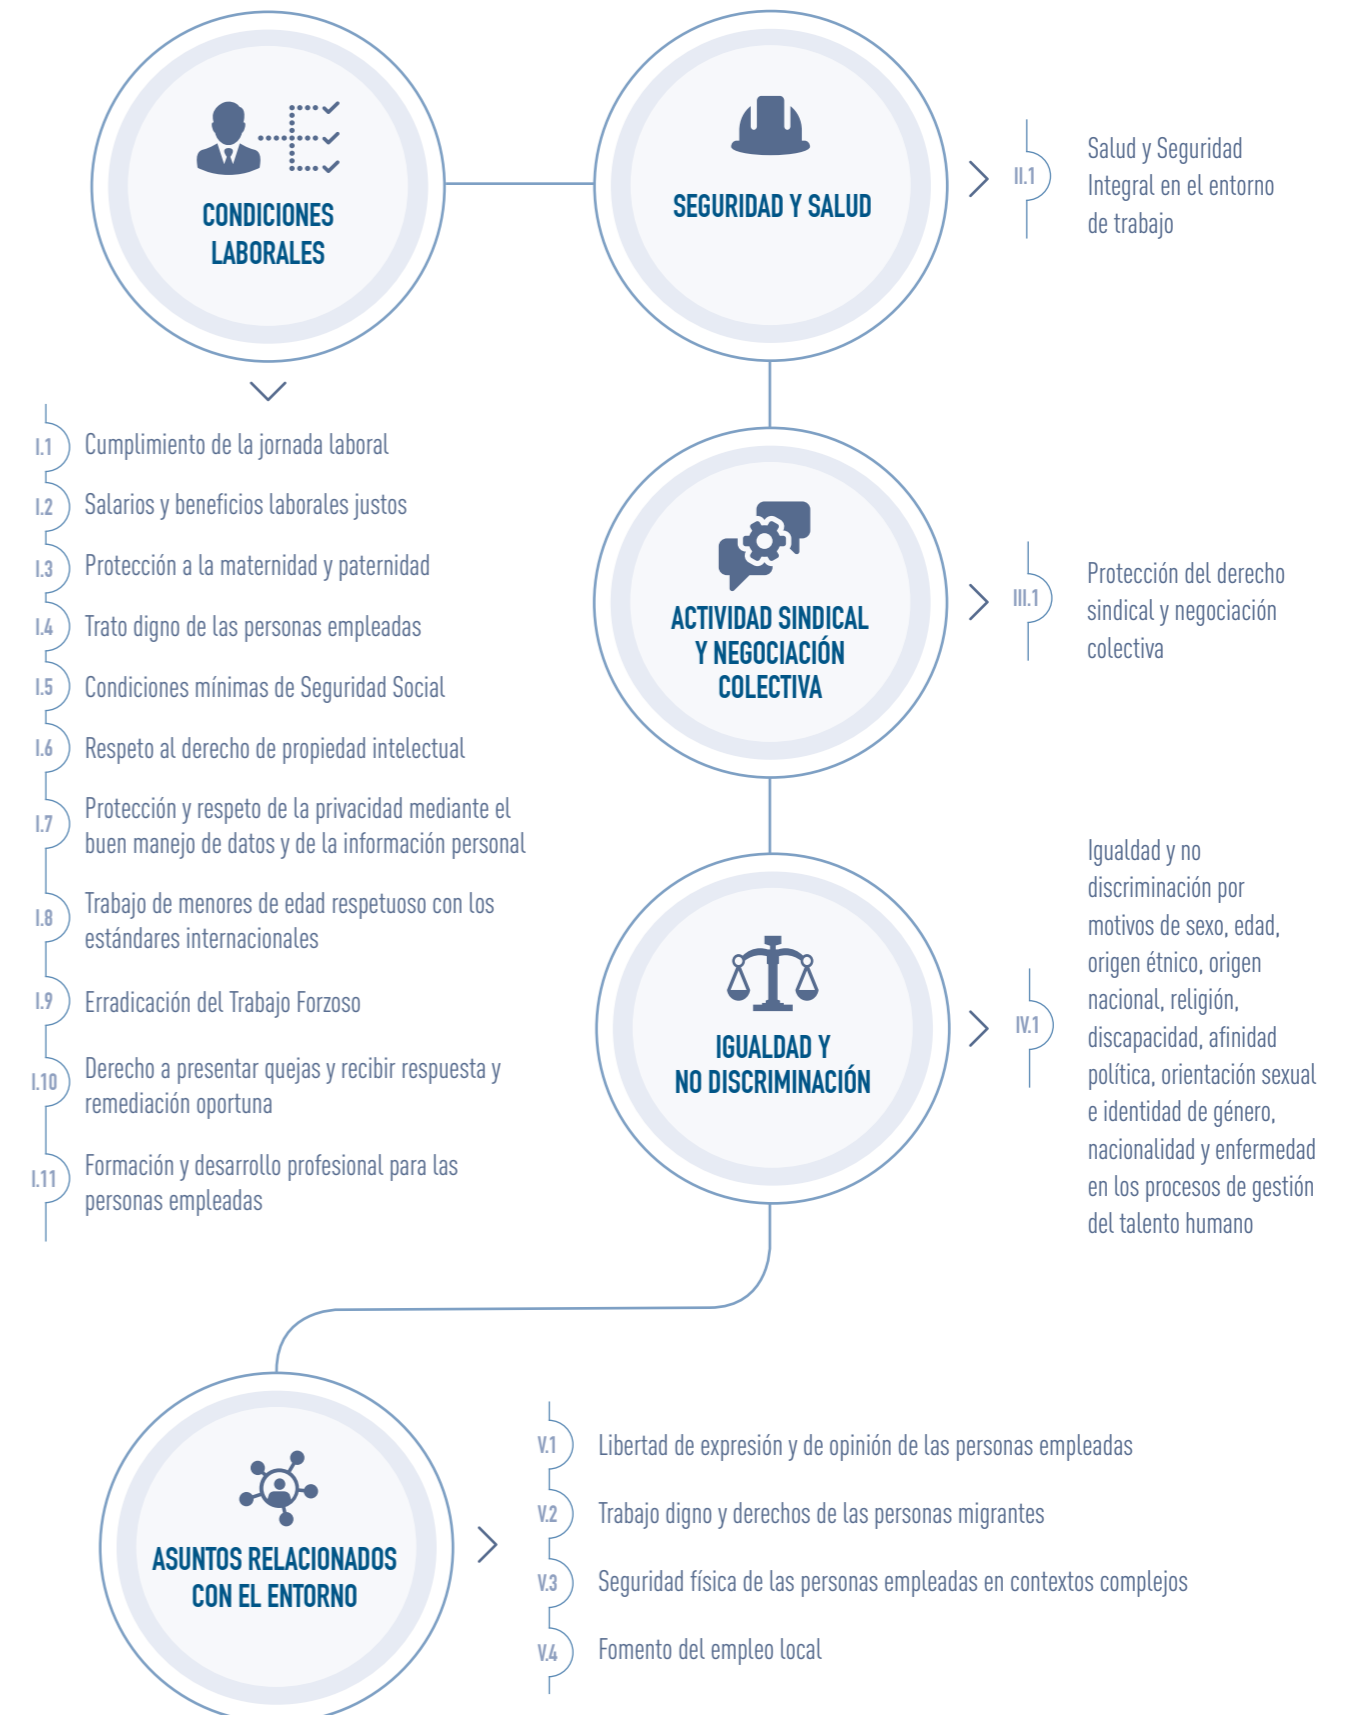 CONDICIONES
LABORALES
I.1 Cumplimiento de la jornada laboral
I.2 Salarios y beneficios laborales justos
I.3 Protección a la maternidad y paternidad
I.4 Trato digno de las personas empleadas
I.5 Condiciones mínimas de Seguridad Social
I.6 Respeto al derecho de propiedad intelectual
I.7 Protección y respeto de la privacidad mediante el
buen manejo de datos y de la información personal
I.8 Trabajo de menores de edad respetuoso con los
estándares internacionales
I.9 Erradicación del Trabajo Forzoso
I.10 Derecho a presentar quejas y recibir respuesta y
remediación oportuna
I.11 Formación y desarrollo profesional para las
personas empleadas
SEGURIDAD Y SALUD
II.1 Salud y Seguridad
Integral en el entorno
de trabajo
ACTIVIDAD SINDICAL
Y NEGOCIACIÓN
COLECTIVA
III.1 Protección del derecho
sindical y negociación
colectiva
IGUALDAD Y
NO DISCRIMINACIÓN
IV.1 Igualdad y no
discriminación por
motivos de sexo, edad,
origen étnico, origen
nacional, religión,
discapacidad, afinidad
política, orientación sexual
e identidad de género,
nacionalidad y enfermedad
en los procesos de gestión
del talento humano
ASUNTOS RELACIONADOS
CON EL ENTORNO
V.1 Libertad de expresión y de opinión de las personas empleadas
V.2 Trabajo digno y derechos de las personas migrantes
V.3 Seguridad física de las personas empleadas en contextos complejos
V.4 Fomento del empleo local